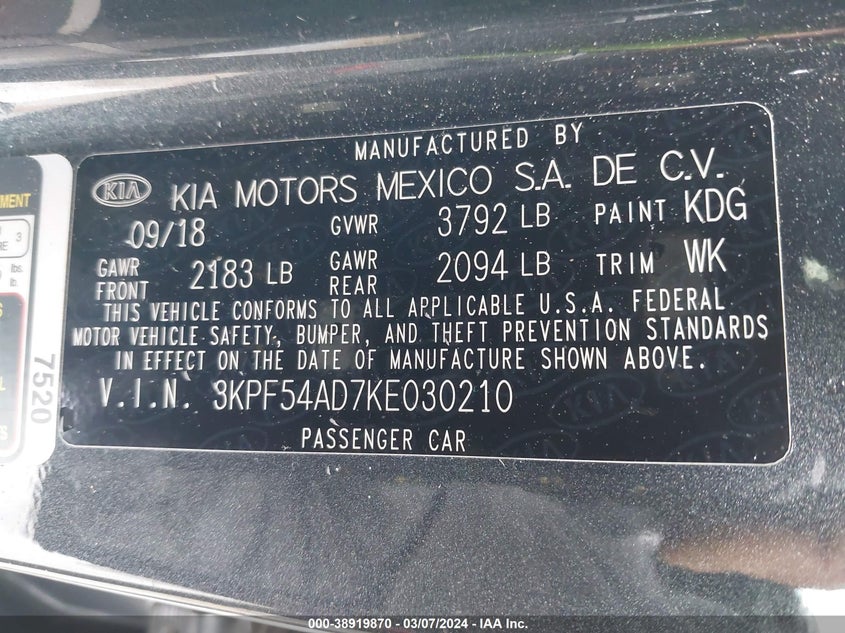 MANUFACTURED BY
KIA KIA MOTORS MEXICO S.A. DE C.V.
09/18 GVWR 3792 LB PAINT KDG
GAWR FRONT 2183 LB GAWR REAR 2094 LB TRIM WK
THIS VEHICLE CONFORMS TO ALL APPLICABLE U.S.A. FEDERAL
MOTOR VEHICLE SAFETY, BUMPER, AND THEFT PREVENTION STANDARDS
IN EFFECT ON THE DATE OF MANUFACTURE SHOWN ABOVE.
V.I.N. 3KPF54AD7KE030210
PASSENGER CAR
3
lbs.
7520
000-38919870 — 03/07/2024 — IAA Inc.